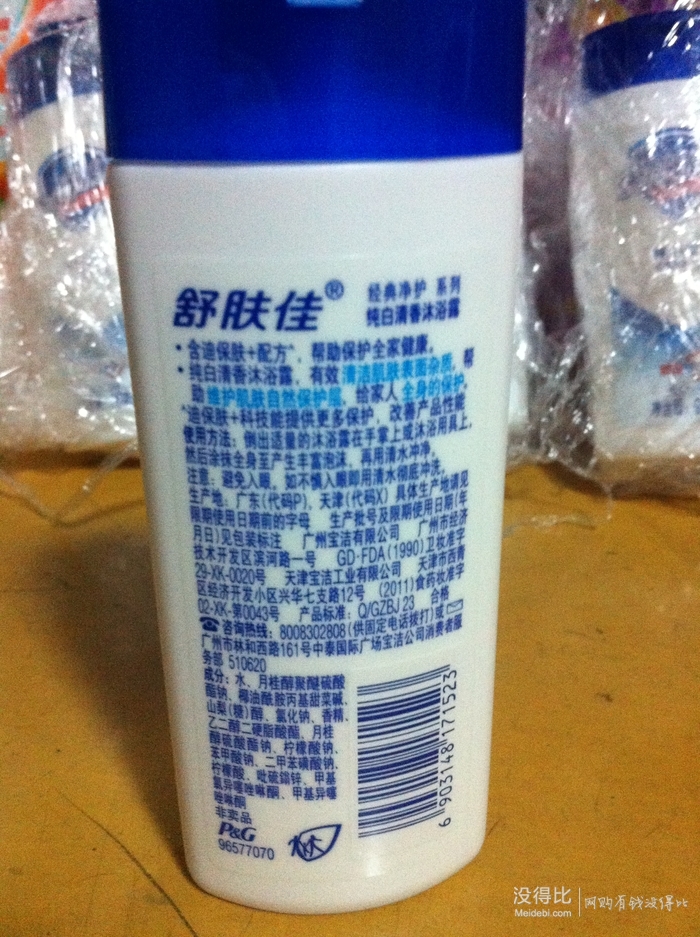 舒肤佳®
经典净护 系列
纯白清香沐浴露
·含迪保肤+配方^，帮助保护全家健康。
·纯白清香沐浴露，有效清洁肌肤表面杂质，帮
助维护肌肤自然保护层，给家人全身的保护。
^迪保肤+科技能提供更多保护，改善产品性能
使用方法：倒出适量的沐浴露在手掌上或沐浴用具上，
然后涂抹全身至产生丰富泡沫，再用清水冲净。
注意：避免入眼，如不慎入眼即用清水彻底冲洗。
生产地：广东(代码P)，天津(代码X) 具体生产地请见
限期使用日期前的字母 生产批号及限期使用日期(年
月日)见包装标注 广州宝洁有限公司 广州市经济
技术开发区滨河路一号 GD-FDA(1990)卫妆准字
29-XK-0020号 天津宝洁工业有限公司 天津市西青
区经济开发小区兴华七支路12号 (2011)食药妆准字
02-XK-第0043号 产品标准：Q/GZBJ 23 合格
咨询热线：8008302808(供固定电话拨打)或
广州市林和西路161号中泰国际广场宝洁公司消费者服
务部 510620
成分：水、月桂醇聚醚硫酸
酯钠、椰油酰胺丙基甜菜碱、
山梨(糖)醇、氯化钠、香精、
乙二醇二硬脂酸酯、月桂
醇硫酸酯钠、柠檬酸钠、
苯甲酸钠、二甲苯磺酸钠、
柠檬酸、吡硫鎓锌、甲基
氯异噻唑啉酮、甲基异噻
唑啉酮
非卖品
P&G
96577070
6 903148 171523
没得比
Meidebi.com
网购有钱没得比